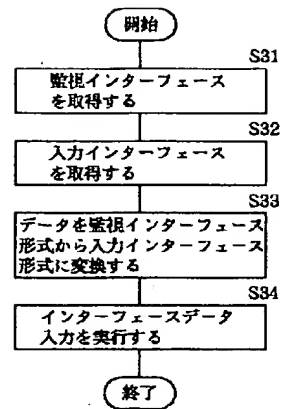 開始
S31
監視インターフェース
を取得する
S32
入力インターフェース
を取得する
S33
データを監視インターフェース
形式から入力インターフェース
形式に変換する
S34
インターフェースデータ
入力を実行する
終了